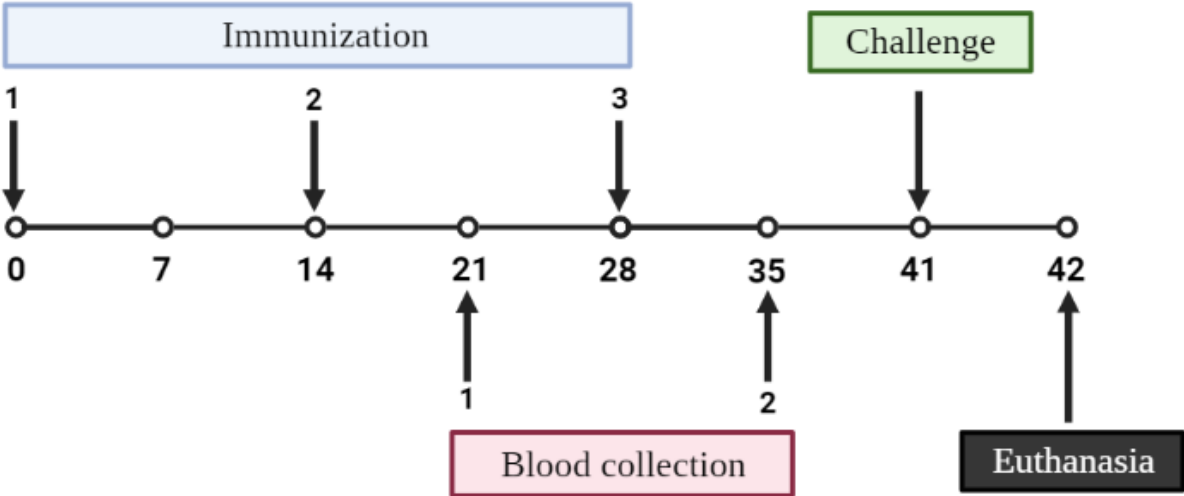 Immunization
Challenge
1 2 3
0 7 14 21 28 35 41 42
1 2
Blood collection
Euthanasia